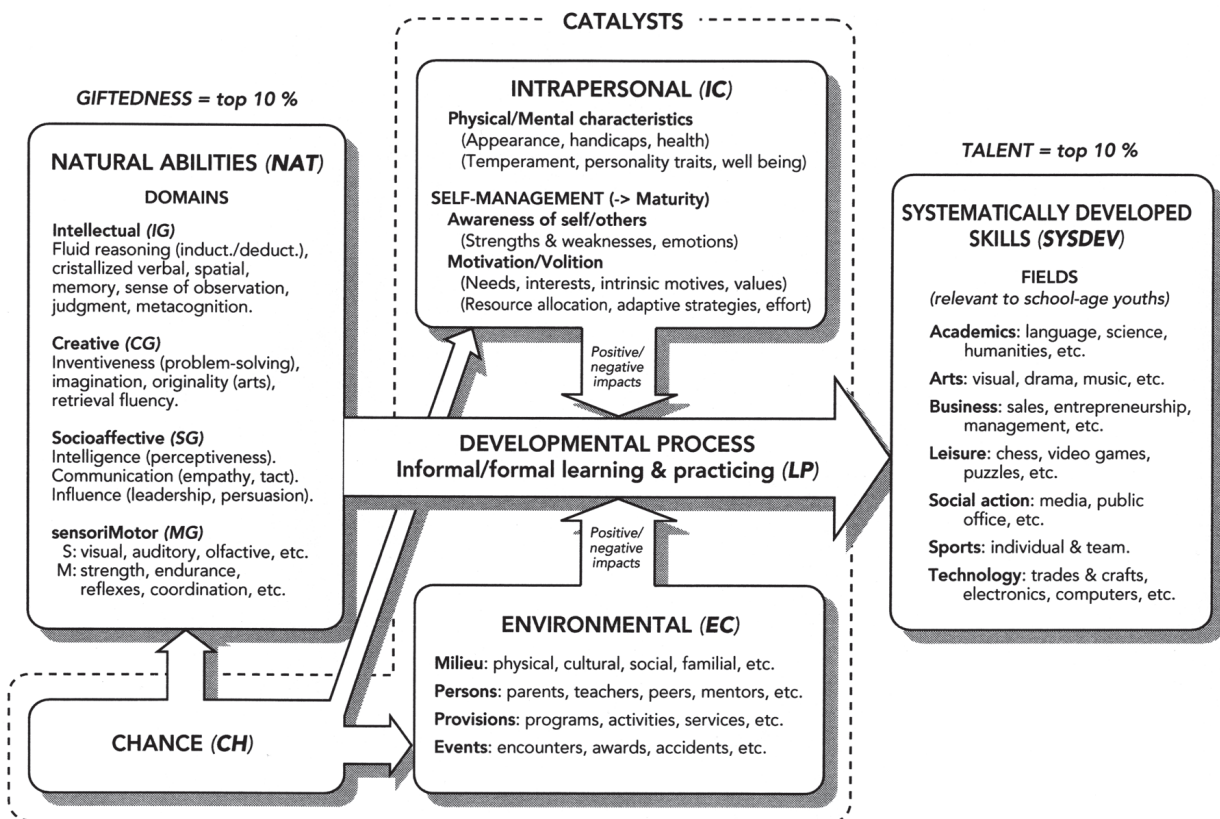 CATALYSTS
GIFTEDNESS = top 10 %
NATURAL ABILITIES (NAT)
DOMAINS
Intellectual (IG)
Fluid reasoning (induct./deduct.),
cristallized verbal, spatial,
memory, sense of observation,
judgment, metacognition.
Creative (CG)
Inventiveness (problem-solving),
imagination, originality (arts),
retrieval fluency.
Socioaffective (SG)
Intelligence (perceptiveness).
Communication (empathy, tact).
Influence (leadership, persuasion).
sensoriMotor (MG)
S: visual, auditory, olfactive, etc.
M: strength, endurance,
reflexes, coordination, etc.
CHANCE (CH)
INTRAPERSONAL (IC)
Physical/Mental characteristics
(Appearance, handicaps, health)
(Temperament, personality traits, well being)
SELF-MANAGEMENT (-> Maturity)
Awareness of self/others
(Strengths & weaknesses, emotions)
Motivation/Volition
(Needs, interests, intrinsic motives, values)
(Resource allocation, adaptive strategies, effort)
Positive/
negative
impacts
DEVELOPMENTAL PROCESS
Informal/formal learning & practicing (LP)
Positive/
negative
impacts
ENVIRONMENTAL (EC)
Milieu: physical, cultural, social, familial, etc.
Persons: parents, teachers, peers, mentors, etc.
Provisions: programs, activities, services, etc.
Events: encounters, awards, accidents, etc.
TALENT = top 10 %
SYSTEMATICALLY DEVELOPED
SKILLS (SYSDEV)
FIELDS
(relevant to school-age youths)
Academics: language, science,
humanities, etc.
Arts: visual, drama, music, etc.
Business: sales, entrepreneurship,
management, etc.
Leisure: chess, video games,
puzzles, etc.
Social action: media, public
office, etc.
Sports: individual & team.
Technology: trades & crafts,
electronics, computers, etc.